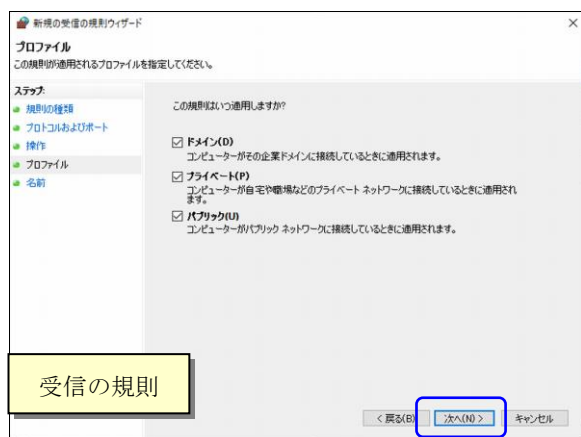 新規の受信の規則ウィザード
プロファイル
この規則が適用されるプロファイルを指定してください。
ステップ:
規則の種類
プロトコルおよびポート
操作
プロファイル
名前
この規則はいつ適用しますか?
ドメイン(D)
コンピューターがその企業ドメインに接続しているときに適用されます。
プライベート(P)
コンピューターが自宅や職場などのプライベート ネットワークに接続しているときに適用され
ます。
パブリック(U)
コンピューターがパブリック ネットワークに接続しているときに適用されます。
受信の規則
< 戻る(B) 次へ(N) > キャンセル